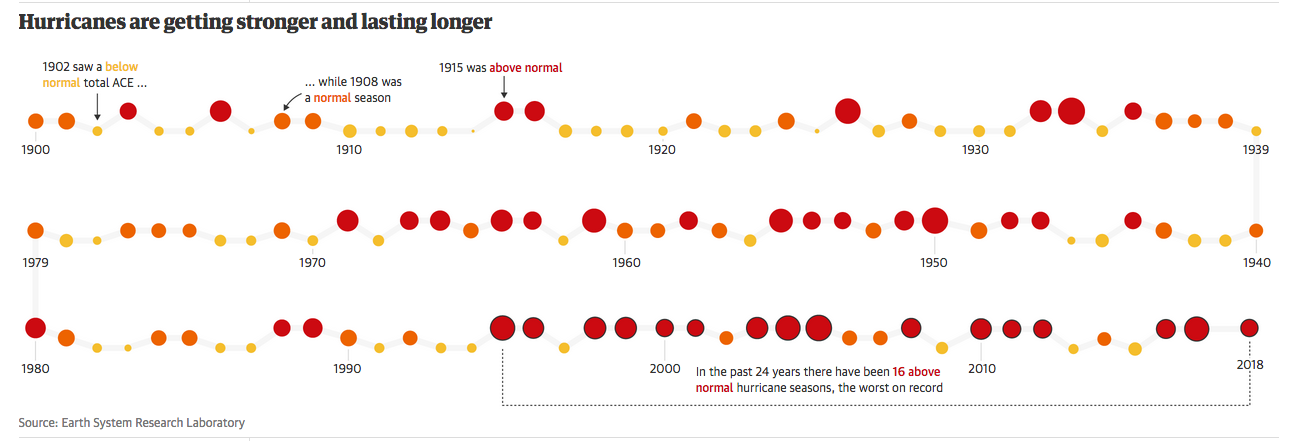 Hurricanes are getting stronger and lasting longer
1902 saw a below
normal total ACE ...
... while 1908 was
a normal season
1915 was above normal
1900
1910
1920
1930
1939
1979
1970
1960
1950
1940
1980
1990
2000
2010
2018
In the past 24 years there have been 16 above
normal hurricane seasons, the worst on record
Source: Earth System Research Laboratory